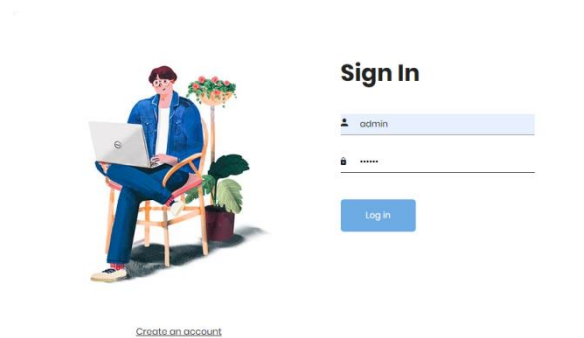 Sign In
admin
••••••
Log in
Create an account